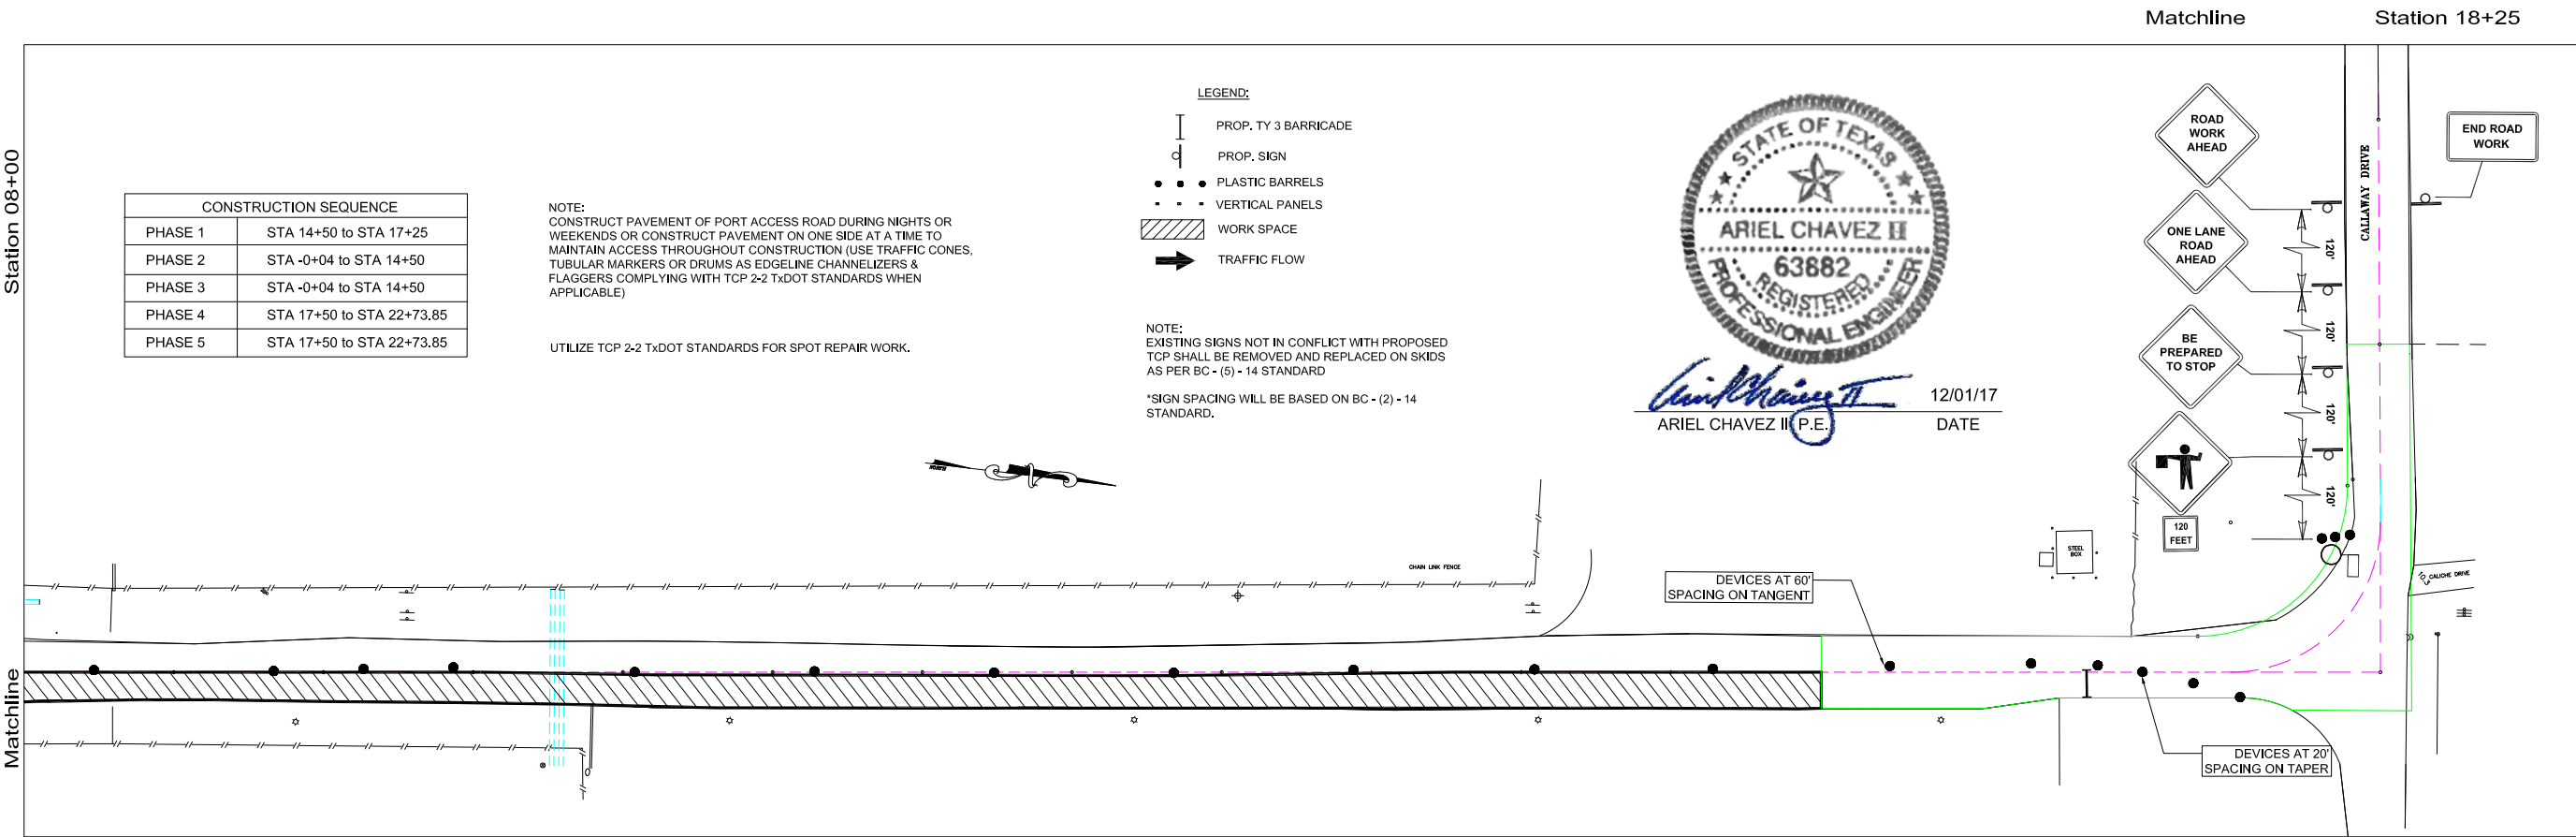 Matchline
Station 18+25
Station 08+00
Matchline
CONSTRUCTION SEQUENCE
PHASE 1 STA 14+50 to STA 17+25
PHASE 2 STA -0+04 to STA 14+50
PHASE 3 STA -0+04 to STA 14+50
PHASE 4 STA 17+50 to STA 22+73.85
PHASE 5 STA 17+50 to STA 22+73.85
NOTE:
CONSTRUCT PAVEMENT OF PORT ACCESS ROAD DURING NIGHTS OR
WEEKENDS OR CONSTRUCT PAVEMENT ON ONE SIDE AT A TIME TO
MAINTAIN ACCESS THROUGHOUT CONSTRUCTION (USE TRAFFIC CONES,
TUBULAR MARKERS OR DRUMS AS EDGELINE CHANNELIZERS &
FLAGGERS COMPLYING WITH TCP 2-2 TxDOT STANDARDS WHEN
APPLICABLE)
UTILIZE TCP 2-2 TxDOT STANDARDS FOR SPOT REPAIR WORK.
LEGEND:
PROP. TY 3 BARRICADE
PROP. SIGN
PLASTIC BARRELS
VERTICAL PANELS
WORK SPACE
TRAFFIC FLOW
NOTE:
EXISTING SIGNS NOT IN CONFLICT WITH PROPOSED
TCP SHALL BE REMOVED AND REPLACED ON SKIDS
AS PER BC - (5) - 14 STANDARD
*SIGN SPACING WILL BE BASED ON BC - (2) - 14
STANDARD.
STATE OF TEXAS
ARIEL CHAVEZ II
63882
REGISTERED
PROFESSIONAL ENGINEER
Ariel Chavez II
12/01/17
ARIEL CHAVEZ II P.E.
DATE
ROAD
WORK
AHEAD
ONE LANE
ROAD
AHEAD
BE
PREPARED
TO STOP
120
FEET
120'
120'
120'
120'
CALLAWAY DRIVE
END ROAD
WORK
NORTH
CHAIN LINK FENCE
STEEL
BOX
DEVICES AT 60'
SPACING ON TANGENT
DEVICES AT 20'
SPACING ON TAPER
CALICHE DRIVE